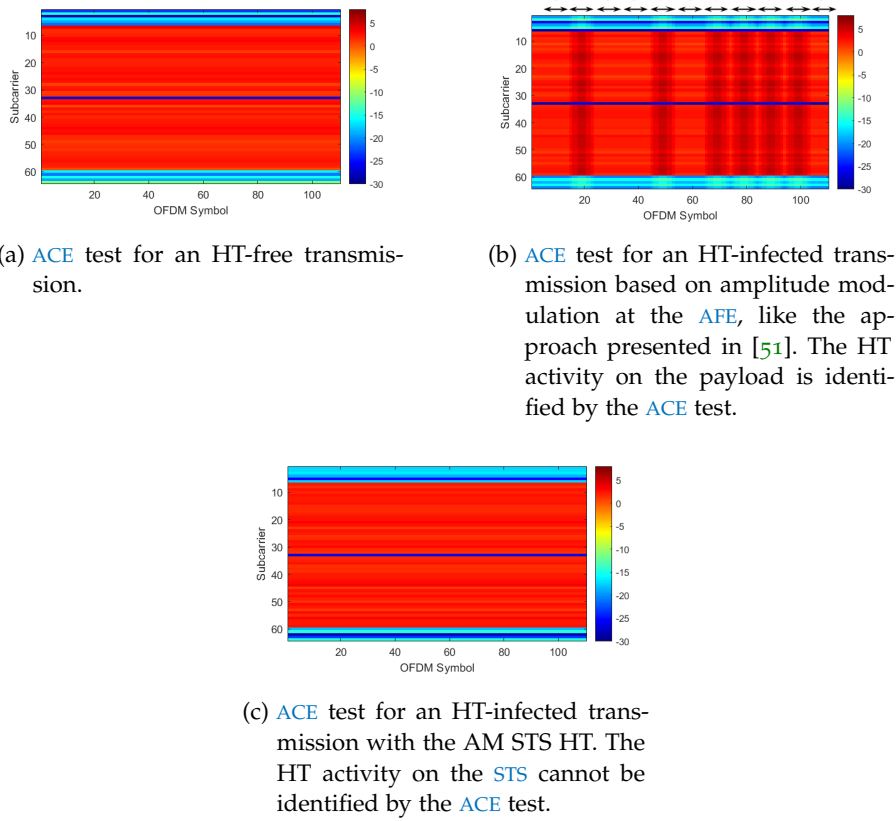 10
20
30
40
50
60
Subcarrier
20 40 60 80 100
OFDM Symbol
5
0
-5
-10
-15
-20
-25
-30
10
20
30
40
50
60
Subcarrier
20 40 60 80 100
OFDM Symbol
5
0
-5
-10
-15
-20
-25
-30
a) ACE test for an HT-free transmis-
sion.
(b) ACE test for an HT-infected trans-
mission based on amplitude mod-
ulation at the AFE, like the ap-
proach presented in [51]. The HT
activity on the payload is identi-
fied by the ACE test.
10
20
30
40
50
60
Subcarrier
20 40 60 80 100
OFDM Symbol
5
0
-5
-10
-15
-20
-25
-30
(c) ACE test for an HT-infected trans-
mission with the AM STS HT. The
HT activity on the STS cannot be
identified by the ACE test.